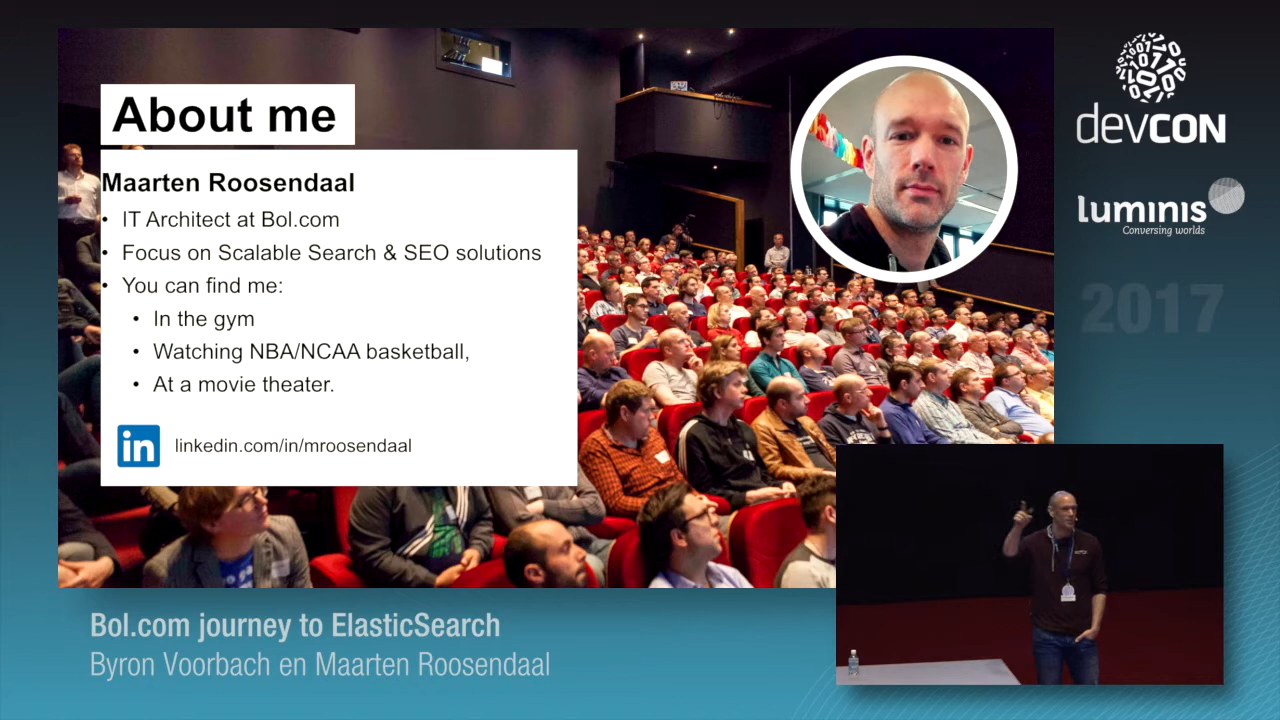 About me
Maarten Roosendaal
• IT Architect at Bol.com
• Focus on Scalable Search & SEO solutions
• You can find me:
• In the gym
• Watching NBA/NCAA basketball,
• At a movie theater.
in linkedin.com/in/mroosendaal
devCON
luminis
Conversing worlds
2017
Bol.com journey to ElasticSearch
Byron Voorbach en Maarten Roosendaal